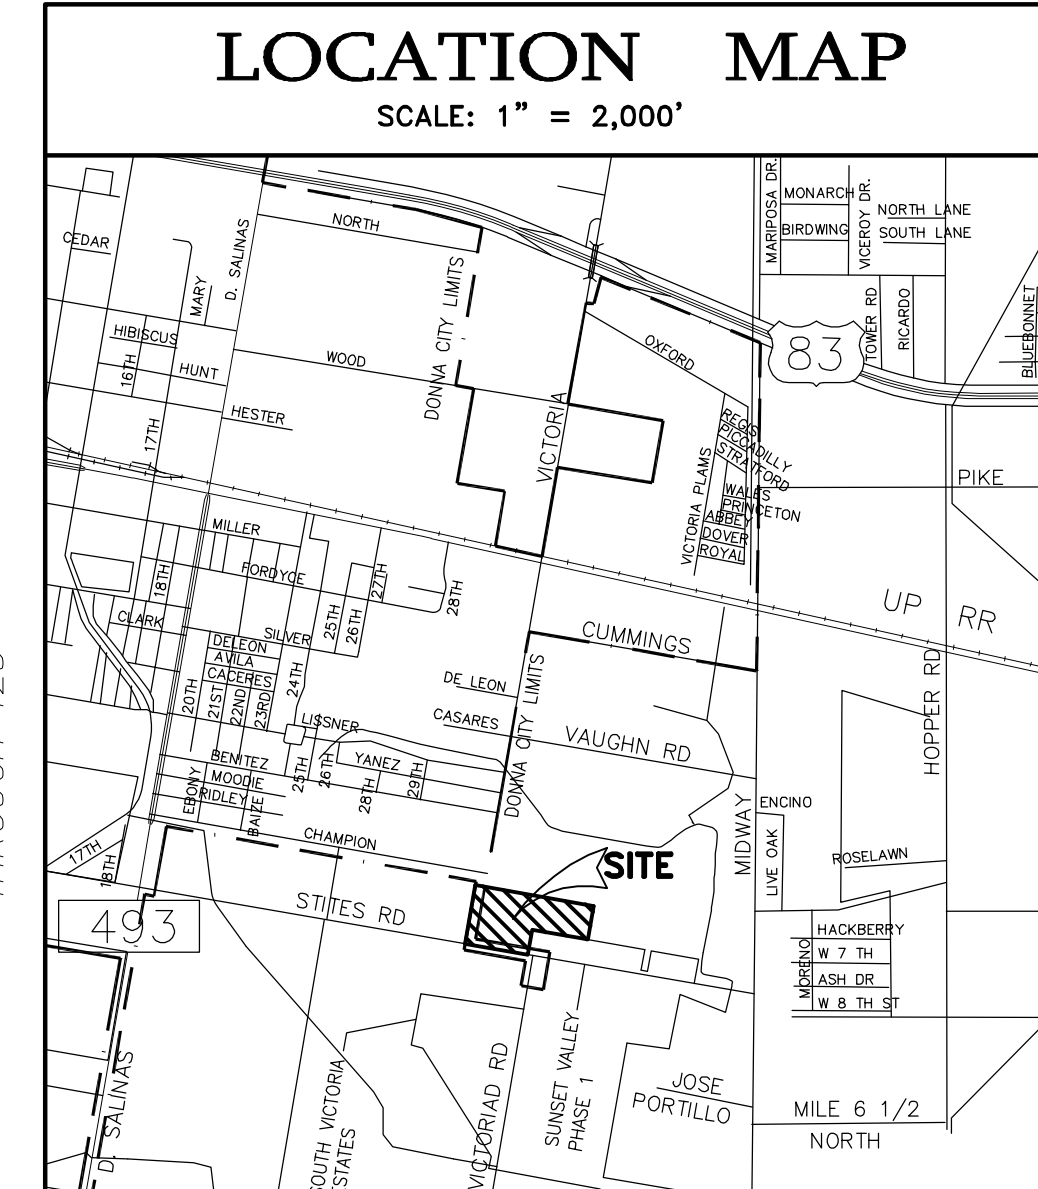 LOCATION MAP
SCALE: 1” = 2,000’
MARIPOSA DR.
MONARCH
VICEROY DR.
NORTH LANE
BIRDWING
SOUTH LANE
CEDAR
D. SALINAS
NORTH
MARY
DONNA CITY LIMITS
TOWER RD
RICARDO
BLUEBONNET
HIBISCUS
16TH
HUNT
WOOD
OXFORD
83
HESTER
17TH
VICTORIA
REGIS
PICCADILLY
STRATFORD
VICTORIA PLAMS
WALES
PRINCETON
ABBEY
DOVER
ROYAL
PIKE
MILLER
FORDYCE
18TH
27TH
28TH
UP RR
CLARK
SILVER
25TH
26TH
CUMMINGS
DELEON
AVILA
CACERES
20TH
21ST
22ND
23RD
24TH
DE LEON
CASARES
DONNA CITY LIMITS
VAUGHN RD
HOPPER RD
LISSNER
BENITEZ
MOODIE
RIDLEY
EBONY
BAIZE
25TH
26TH
YANEZ
28TH
29TH
MIDWAY
ENCINO
LIVE OAK
CHAMPION
17TH
18TH
SITE
ROSELAWN
STITES RD
493
HACKBERRY
W 7 TH
MORENO
ASH DR
W 8 TH ST
D. SALINAS
SOUTH VICTORIA
ESTATES
VICTORIAD RD
SUNSET VALLEY
PHASE 1
JOSE
PORTILLO
MILE 6 1/2
NORTH